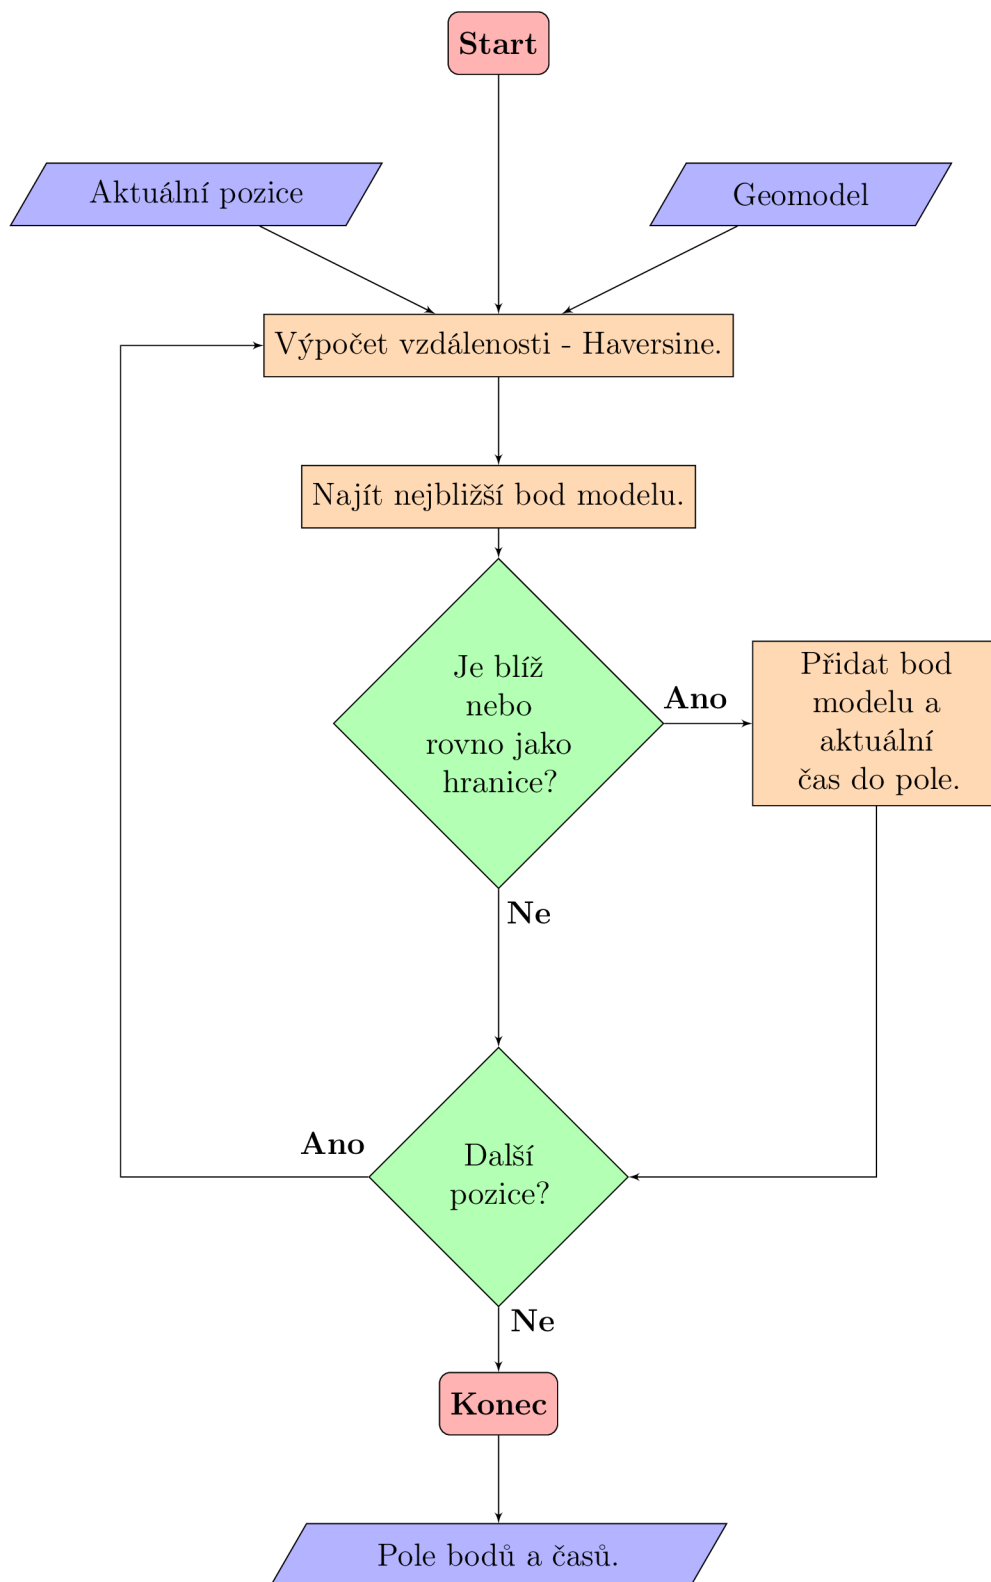 Start
Aktuální pozice
Geomodel
Výpočet vzdálenosti - Haversine.
Najít nejbližší bod modelu.
Je blíž
nebo
rovno jako
hranice?
Ano
Přidat bod
modelu a
aktuální
čas do pole.
Ne
Ano
Další
pozice?
Ne
Konec
Pole bodů a časů.